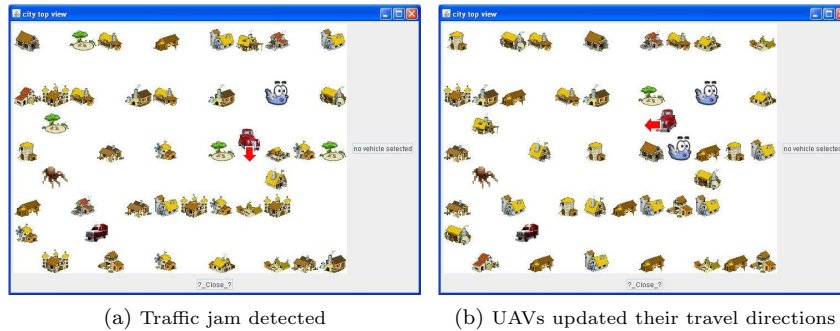 city top view
city top view
no vehicle selected
no vehicle selected
?_Close_?
?_Close_?
(a) Traffic jam detected
(b) UAVs updated their travel directions